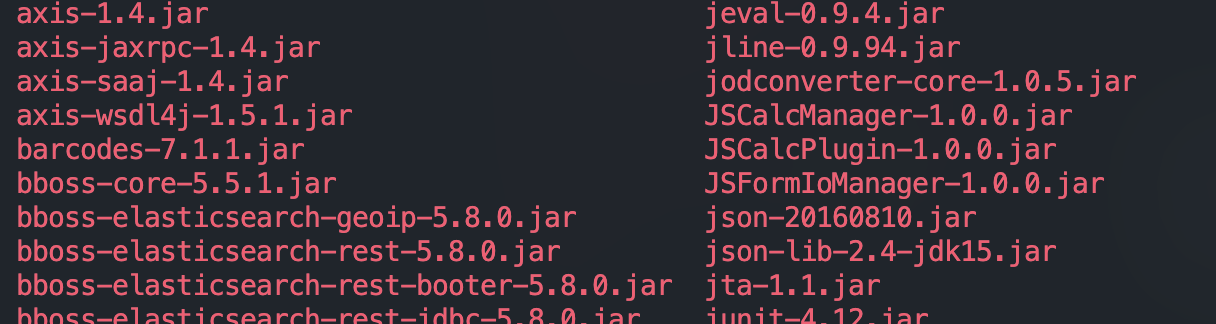 axis-1.4.jar jeval-0.9.4.jar
axis-jaxrpc-1.4.jar jline-0.9.94.jar
axis-saaj-1.4.jar jodconverter-core-1.0.5.jar
axis-wsdl4j-1.5.1.jar JSCalcManager-1.0.0.jar
barcodes-7.1.1.jar JSCalcPlugin-1.0.0.jar
bboss-core-5.5.1.jar JSFormIoManager-1.0.0.jar
bboss-elasticsearch-geoip-5.8.0.jar json-20160810.jar
bboss-elasticsearch-rest-5.8.0.jar json-lib-2.4-jdk15.jar
bboss-elasticsearch-rest-booter-5.8.0.jar jta-1.1.jar
bboss-elasticsearch-rest-jdbc-5.8.0.jar junit-4.12.jar